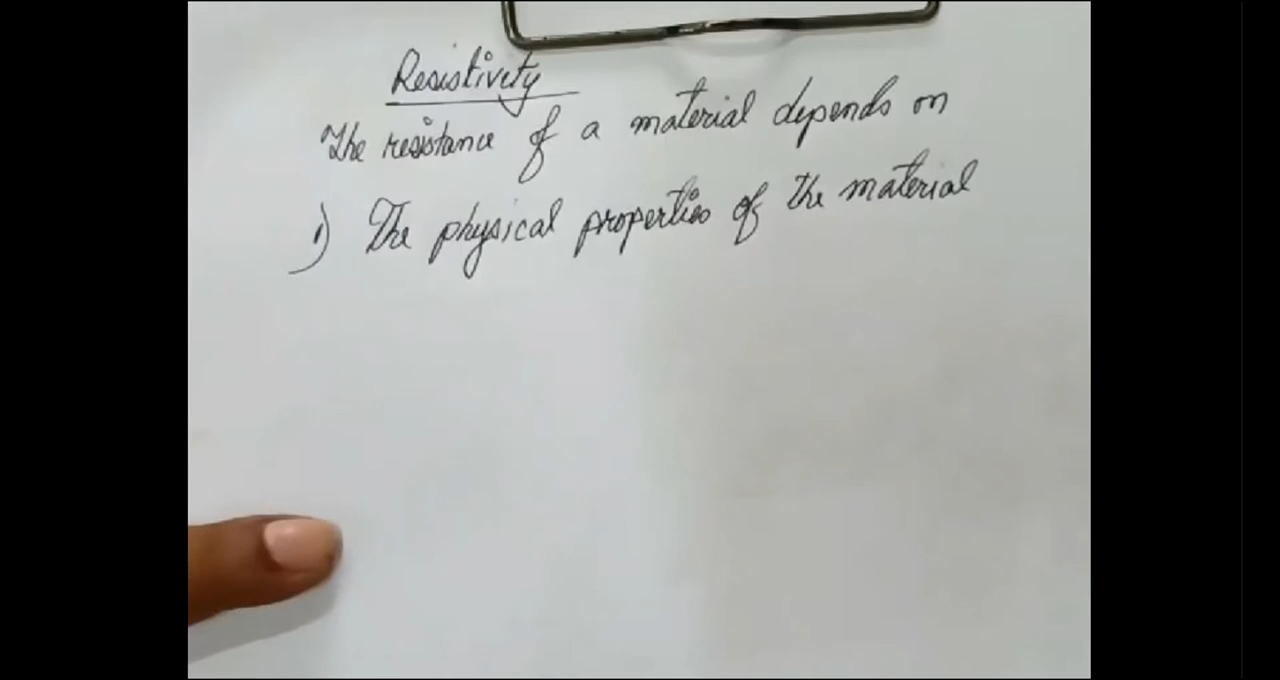 Resistivity
The resistance of a material depends on
1) The physical properties of the material